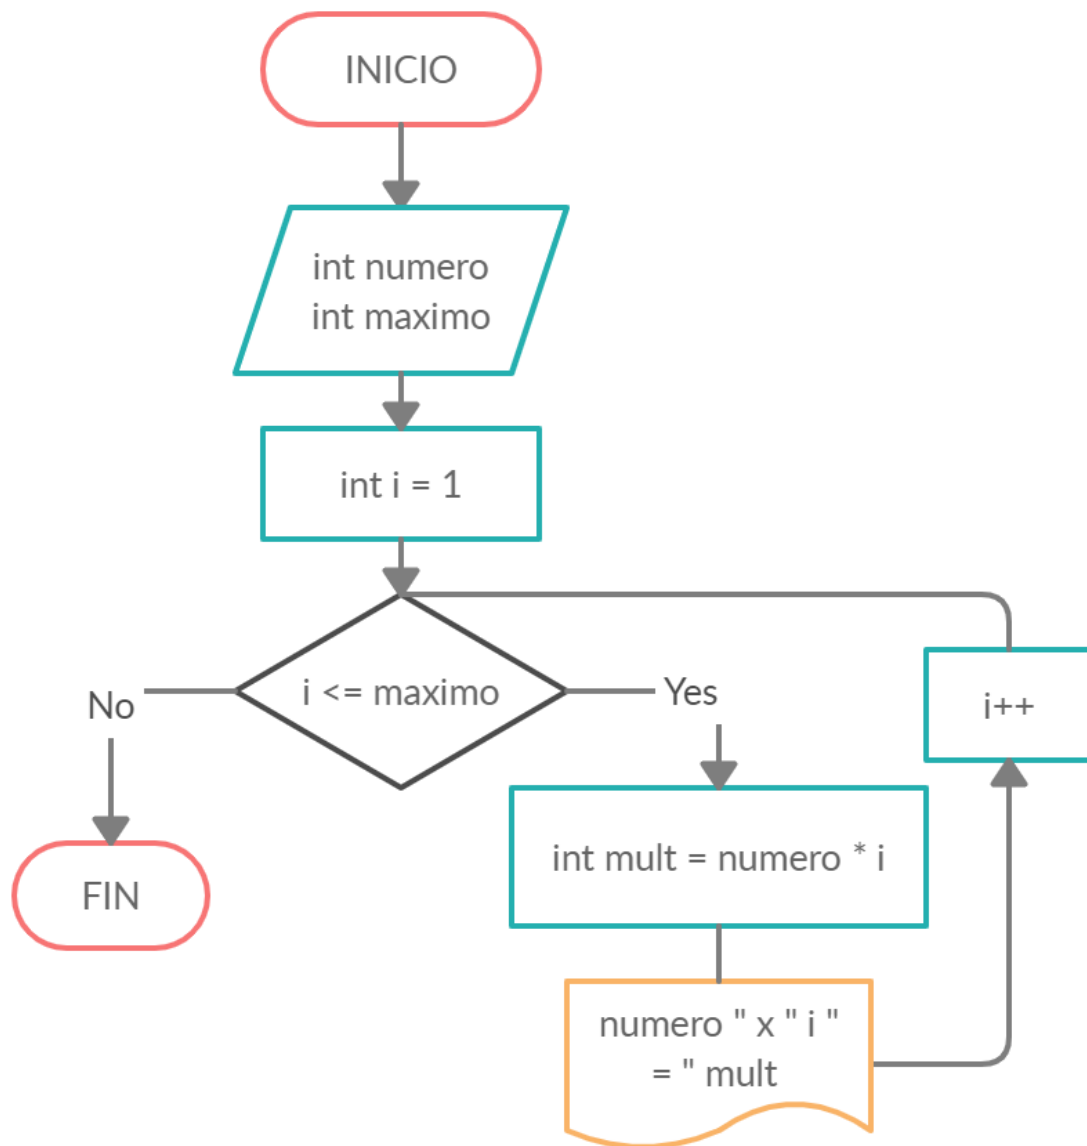 INICIO
int numero
int maximo
int i = 1
i <= maximo
No
Yes
i++
int mult = numero * i
FIN
numero " x " i "
= " mult